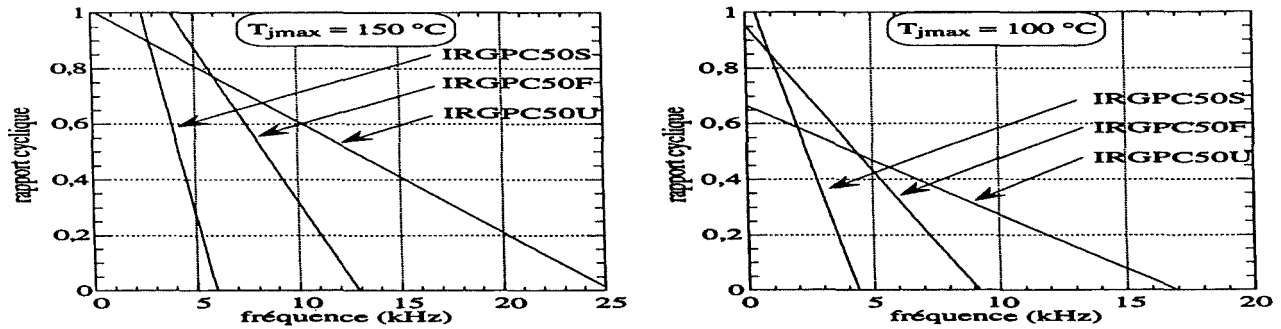 Tjmax = 150 °C
IRGPC50S
IRGPC50F
IRGPC50U
rapport cyclique
1
0,8
0,6
0,4
0,2
0
0 5 10 15 20 25
fréquence (kHz)
Tjmax = 100 °C
IRGPC50S
IRGPC50F
IRGPC50U
rapport cyclique
1
0,8
0,6
0,4
0,2
0
0 5 10 15 20
fréquence (kHz)